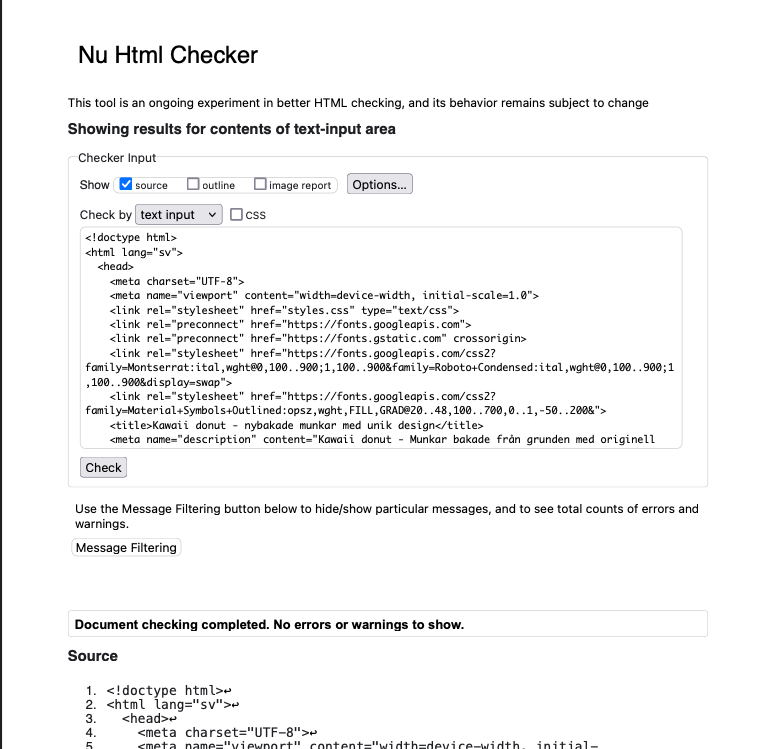 Nu Html Checker
This tool is an ongoing experiment in better HTML checking, and its behavior remains subject to change
Showing results for contents of text-input area
Checker Input
Show source outline image report Options...
Check by text input css
<!doctype html>
<html lang="sv">
<head>
<meta charset="UTF-8">
<meta name="viewport" content="width=device-width, initial-scale=1.0">
<link rel="stylesheet" href="styles.css" type="text/css">
<link rel="preconnect" href="https://fonts.googleapis.com">
<link rel="preconnect" href="https://fonts.gstatic.com" crossorigin>
<link rel="stylesheet" href="https://fonts.googleapis.com/css2?
family=Montserrat:ital,wght@0,100..900;1,100..900&family=Roboto+Condensed:ital,wght@0,100..900;1
,100..900&display=swap">
<link rel="stylesheet" href="https://fonts.googleapis.com/css2?
family=Material+Symbols+Outlined:opsz,wght,FILL,GRAD@20..48,100..700,0..1,-50..200&">
<title>Kawaii donut - nybakade munkar med unik design</title>
<meta name="description" content="Kawaii donut - Munkar bakade från grunden med originell
Check
Use the Message Filtering button below to hide/show particular messages, and to see total counts of errors and
warnings.
Message Filtering
Document checking completed. No errors or warnings to show.
Source
1. <!doctype html>↩
2. <html lang="sv">↩
3. <head>↩
4. <meta charset="UTF-8">↩
5. <meta name="viewport" content="width=device-width, initial-